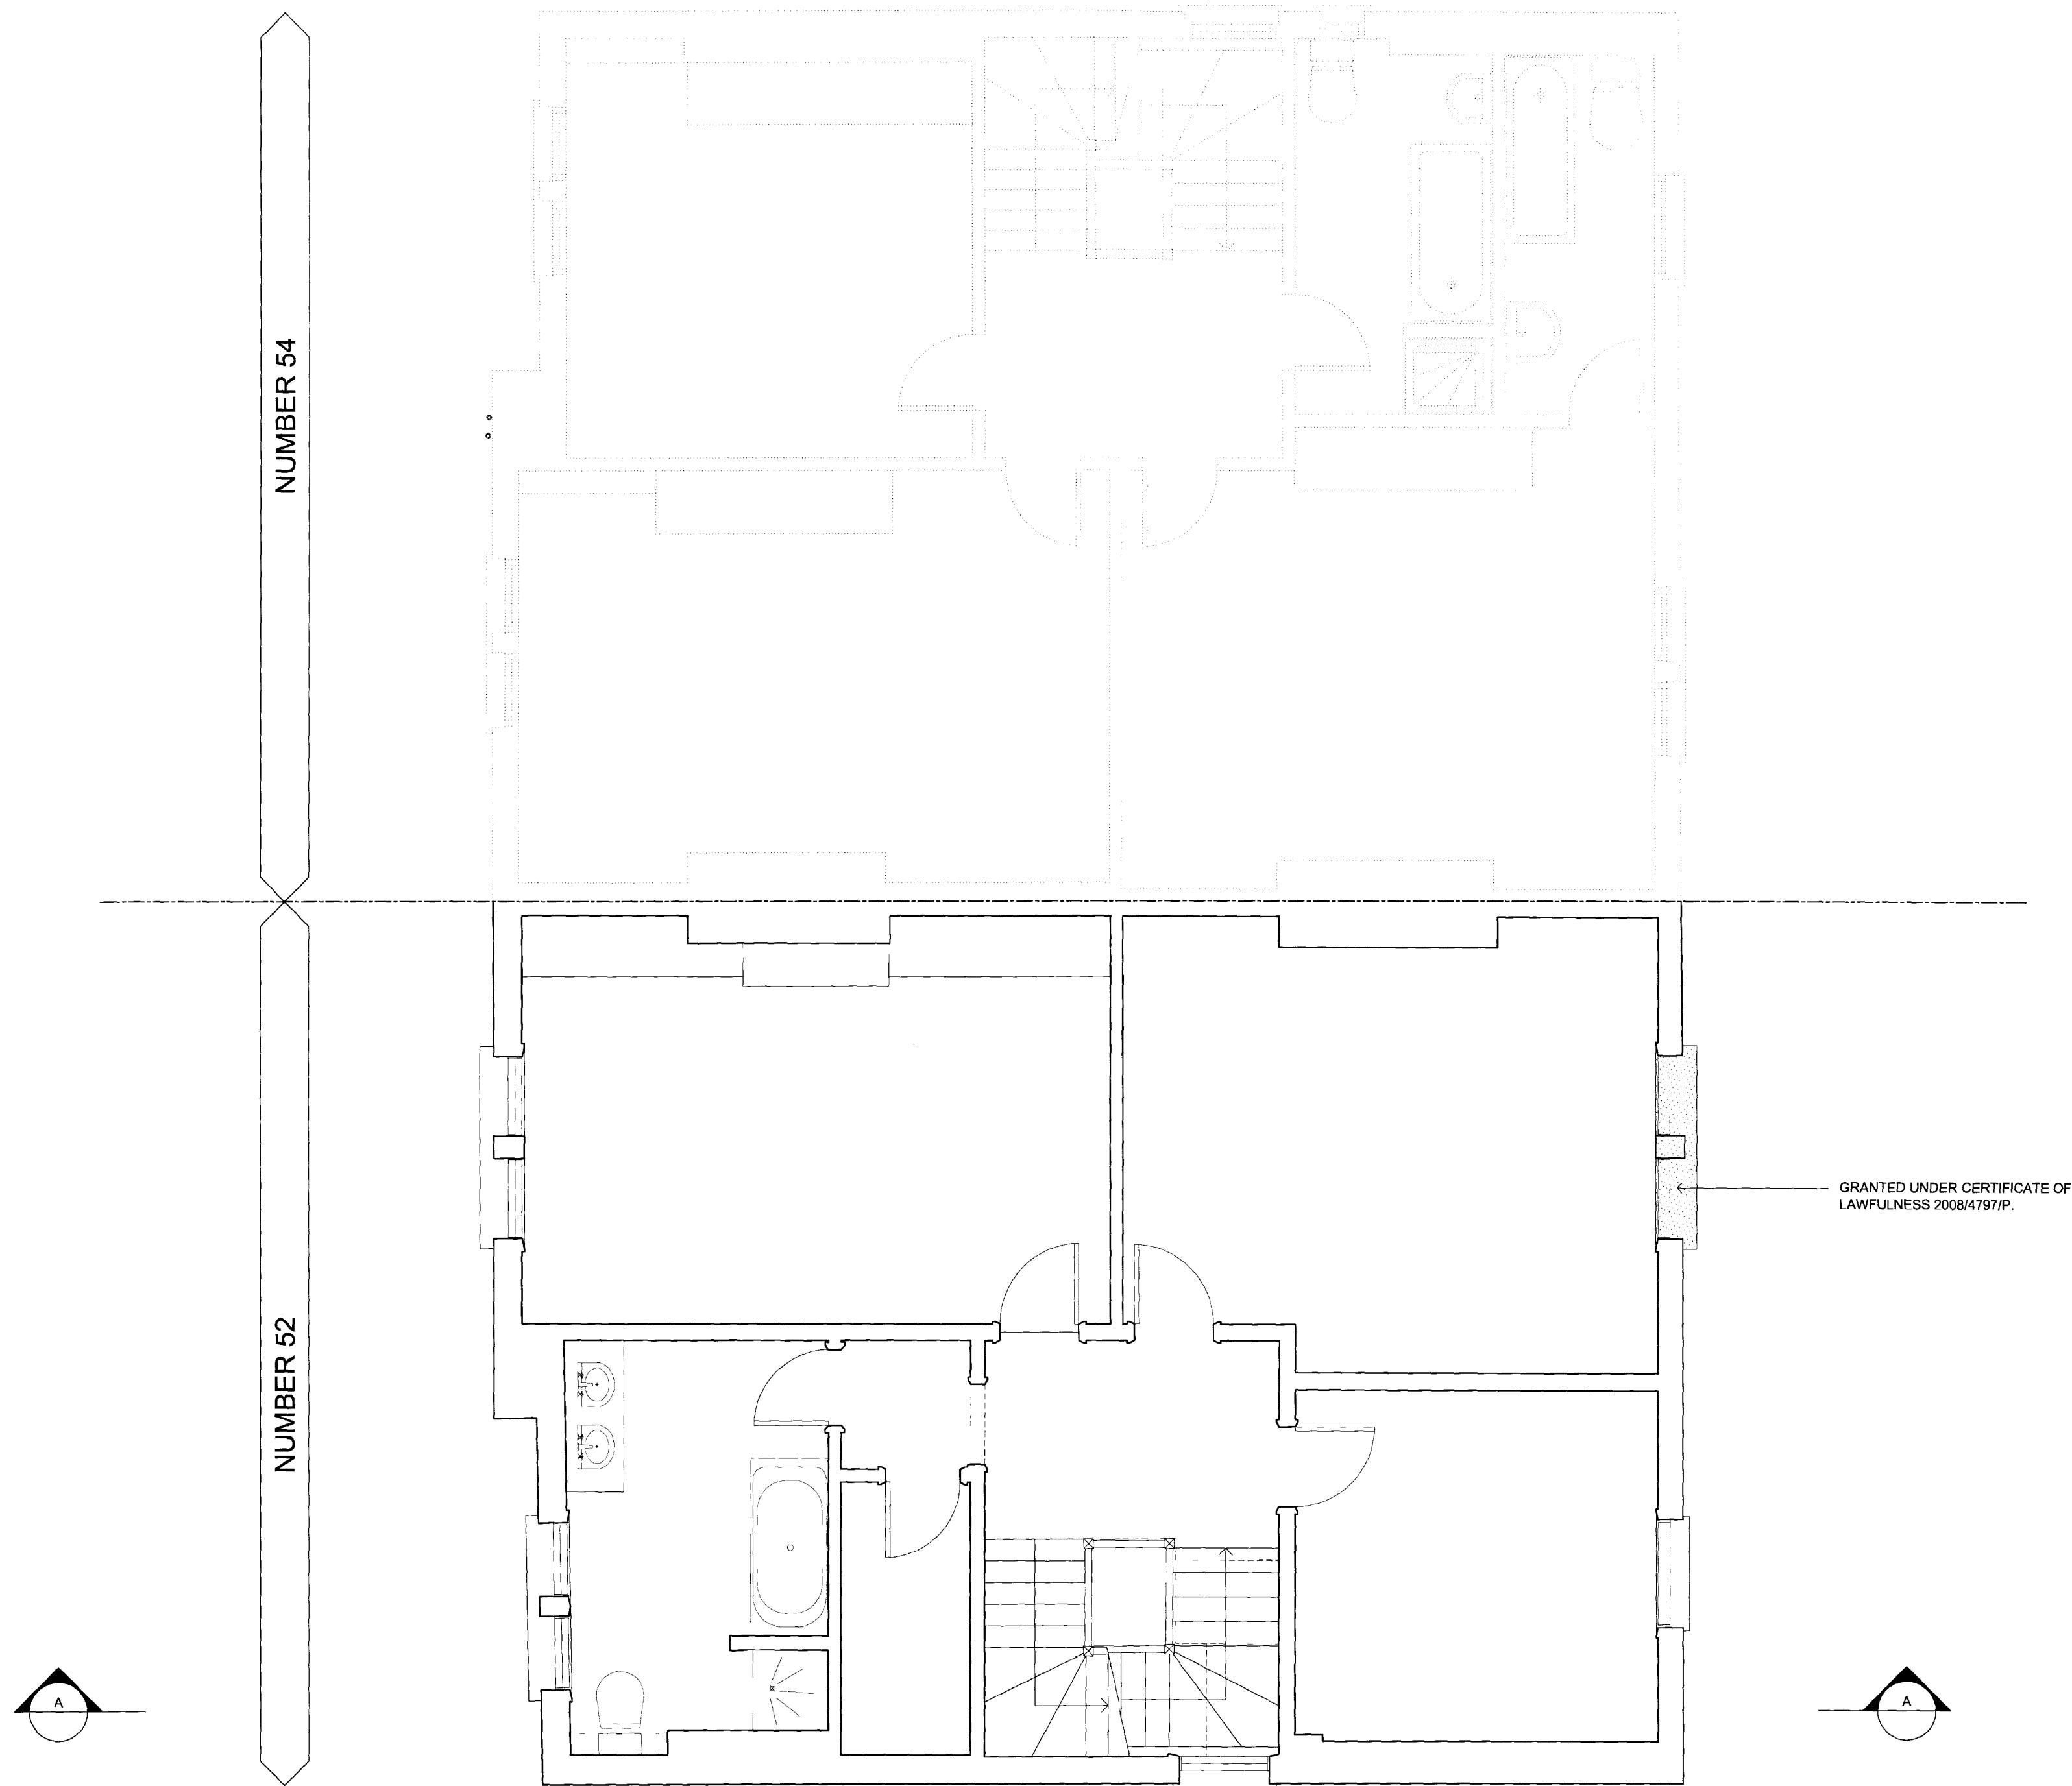 NUMBER 54
GRANTED UNDER CERTIFICATE OF
LAWFULNESS 2008/4797/P.
NUMBER 52
A
A